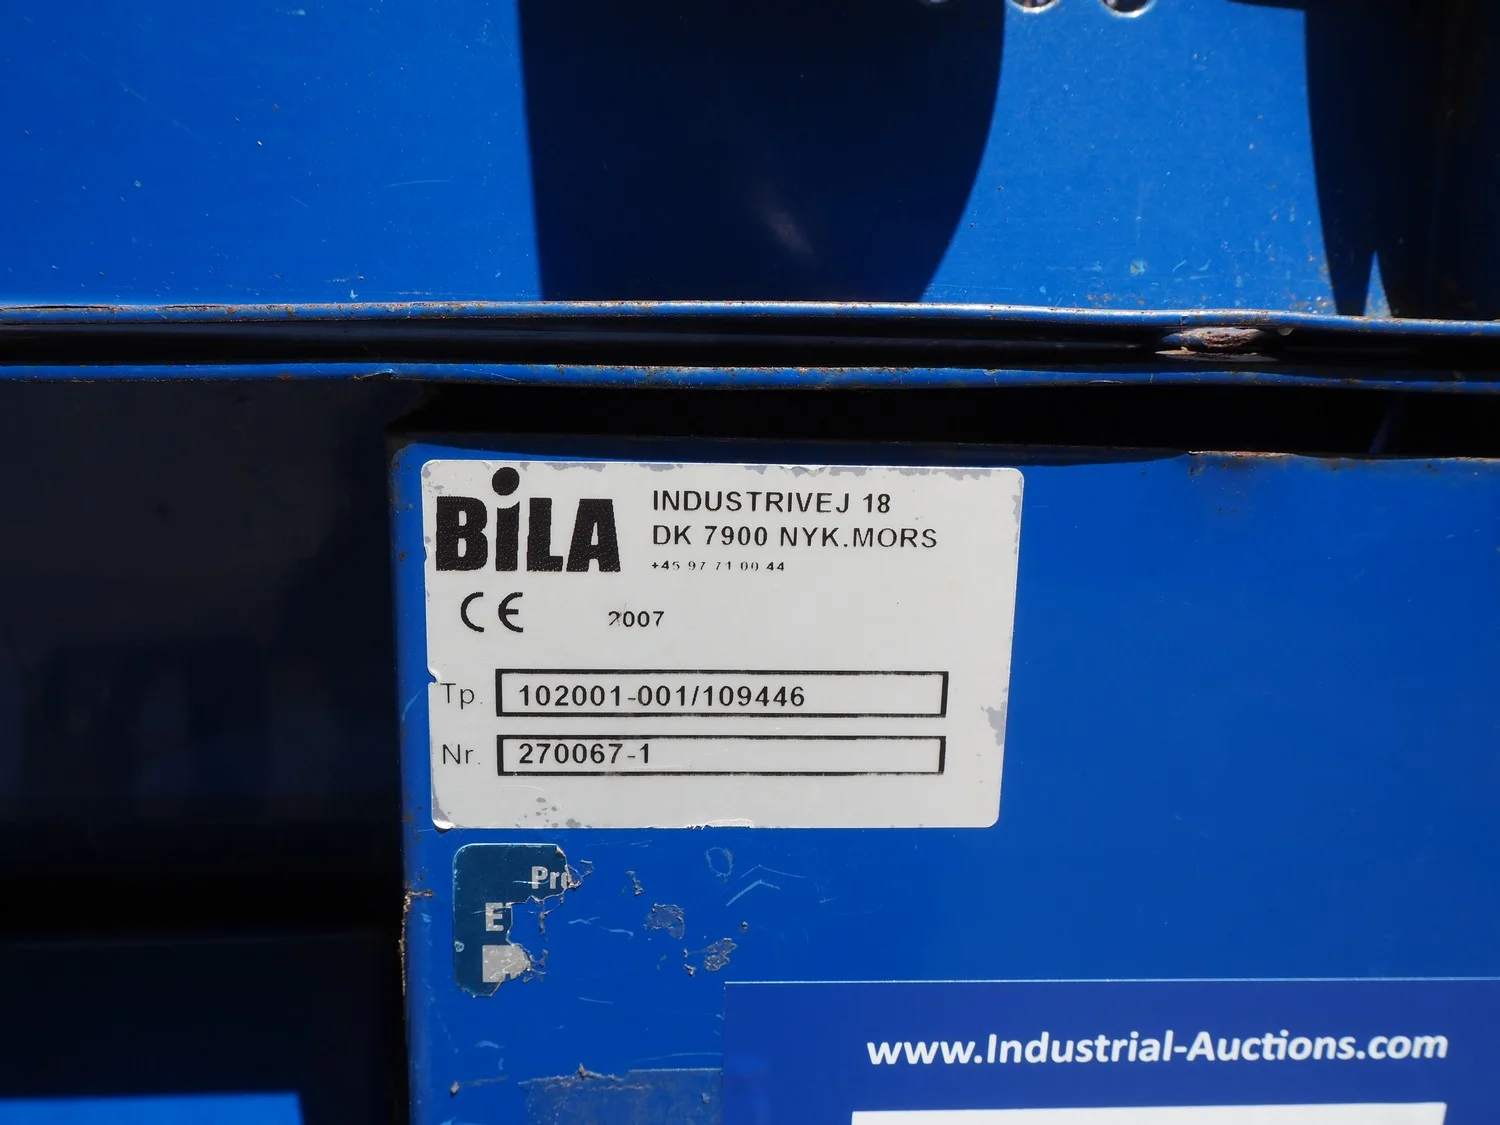 BiLA
INDUSTRIVEJ 18
DK 7900 NYK.MORS
+45 97 71 00 44
CE
2007
Tp. 102001-001/109446
Nr. 270067-1
www.Industrial-Auctions.com